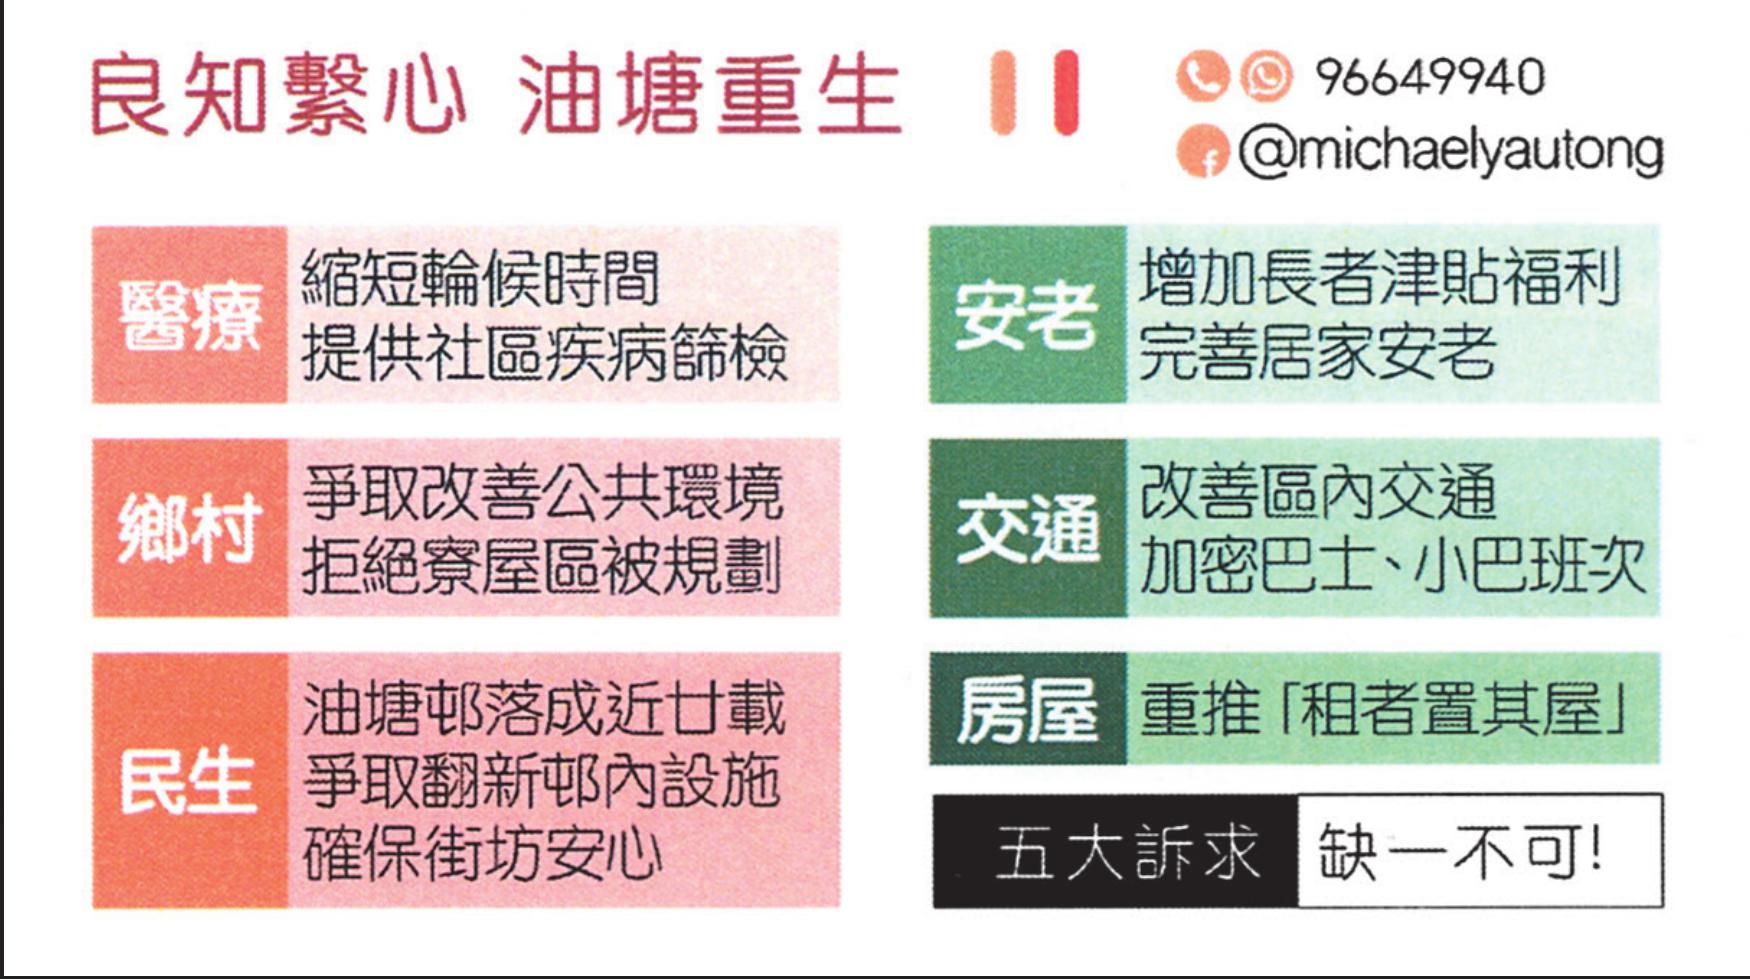 良知繫心 油塘重生
96649940
@michaelyautong
醫療
縮短輪候時間
提供社區疾病篩檢
鄉村
爭取改善公共環境
拒絕寮屋區被規劃
民生
油塘邨落成近廿載
爭取翻新邨內設施
確保街坊安心
安老
增加長者津貼福利
完善居家安老
交通
改善區內交通
加密巴士、小巴班次
房屋
重推「租者置其屋」
五大訴求 缺一不可!